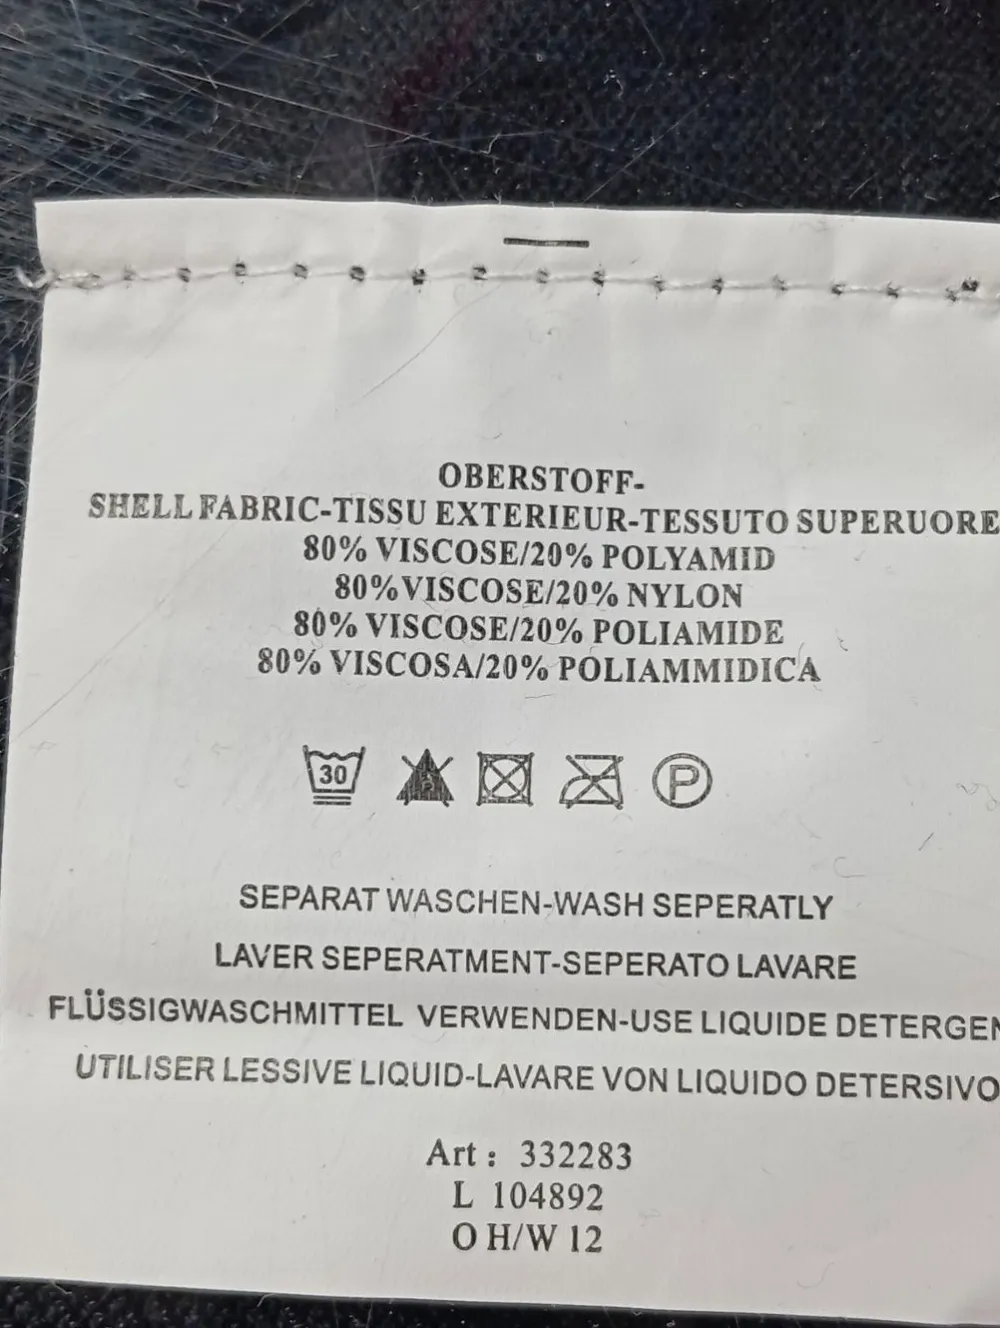 OBERSTOFF-
SHELL FABRIC-TISSU EXTERIEUR-TESSUTO SUPERUORE
80% VISCOSE/20% POLYAMID
80%VISCOSE/20% NYLON
80% VISCOSE/20% POLIAMIDE
80% VISCOSA/20% POLIAMMIDICA
30 P
SEPARAT WASCHEN-WASH SEPERATLY
LAVER SEPERATMENT-SEPERATO LAVARE
FLÜSSIGWASCHMITTEL VERWENDEN-USE LIQUIDE DETERGEN
UTILISER LESSIVE LIQUID-LAVARE VON LIQUIDO DETERSIVO
Art : 332283
L 104892
O H/W 12